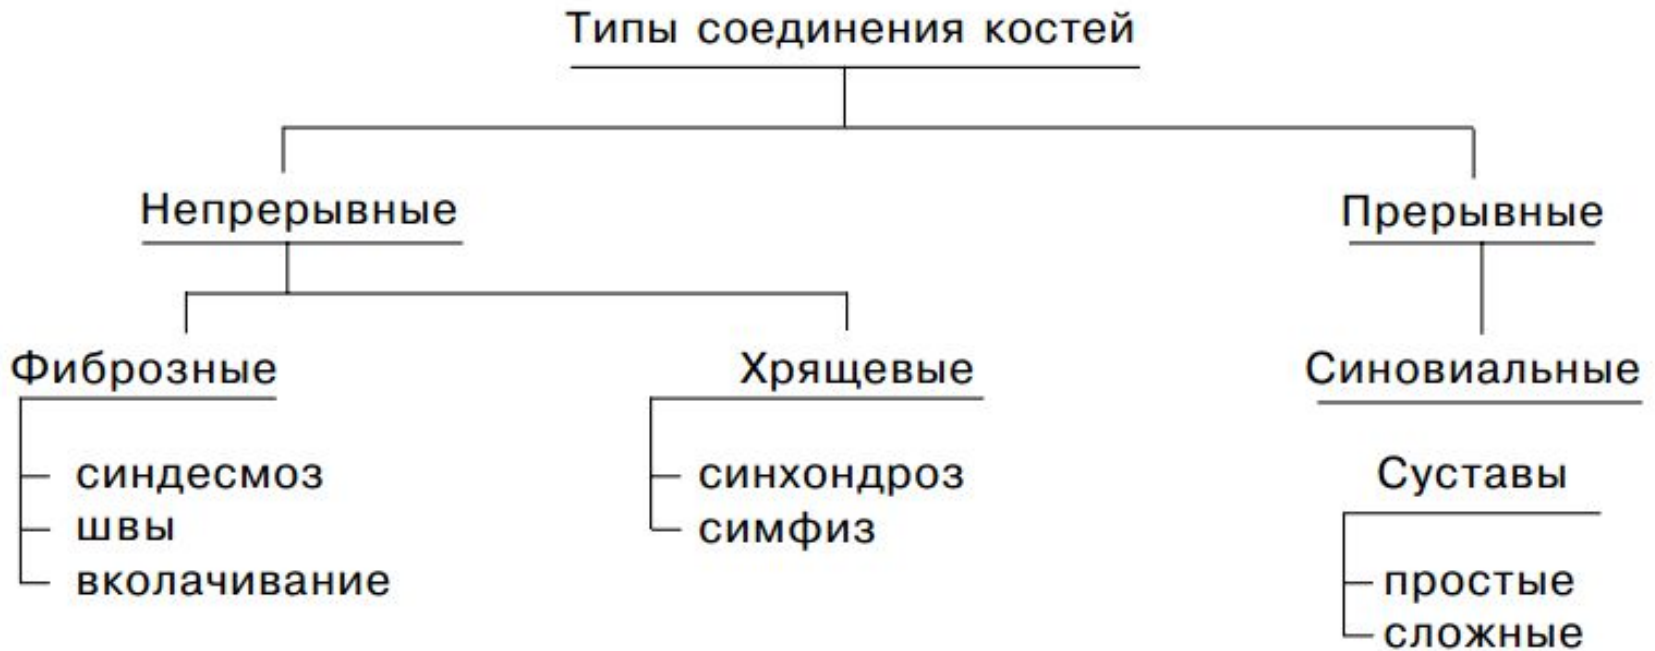 Типы соединения костей
Непрерывные
Прерывные
Фиброзные
Хрящевые
Синовиальные
синдесмоз
швы
вколачивание
синхондроз
симфиз
Суставы
простые
сложные